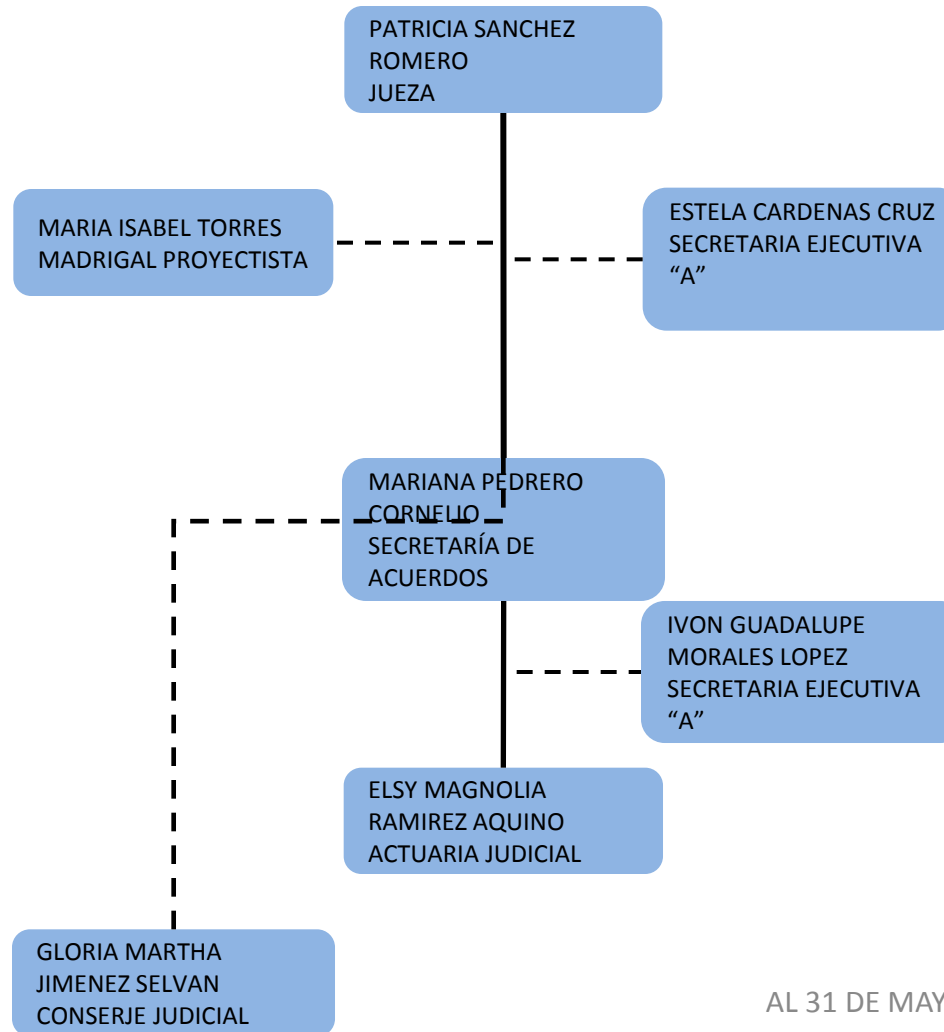 PATRICIA SANCHEZ
ROMERO
JUEZA
MARIA ISABEL TORRES
MADRIGAL PROYECTISTA
ESTELA CARDENAS CRUZ
SECRETARIA EJECUTIVA
“A”
MARIANA PEDRERO
CORNELIO
SECRETARÍA DE
ACUERDOS
IVON GUADALUPE
MORALES LOPEZ
SECRETARIA EJECUTIVA
“A”
ELSY MAGNOLIA
RAMIREZ AQUINO
ACTUARIA JUDICIAL
GLORIA MARTHA
JIMENEZ SELVAN
CONSERJE JUDICIAL
AL 31 DE MAY